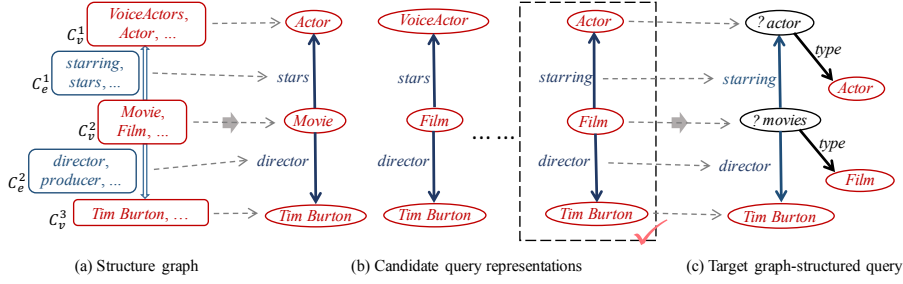 C_v^1
VoiceActors,
Actor, ...
C_e^1
starring,
stars, ...
C_v^2
Movie,
Film, ...
C_e^2
director,
producer, ...
C_v^3
Tim Burton, ...
(a) Structure graph
Actor
stars
Movie
director
Tim Burton
VoiceActor
stars
Film
director
Tim Burton
... ...
Actor
starring
Film
director
Tim Burton
(b) Candidate query representations
? actor
type
Actor
starring
? movies
type
Film
director
Tim Burton
(c) Target graph-structured query